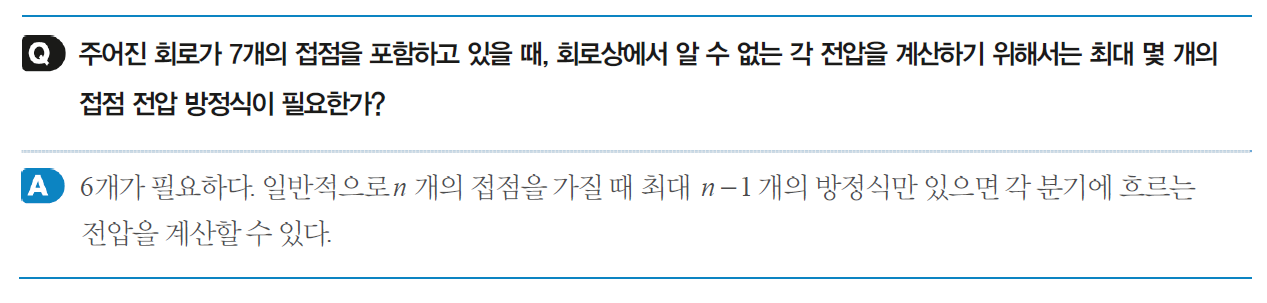 Q 주어진 회로가 7개의 접점을 포함하고 있을 때, 회로상에서 알 수 없는 각 전압을 계산하기 위해서는 최대 몇 개의
접점 전압 방정식이 필요한가?
A 6개가 필요하다. 일반적으로 n 개의 접점을 가질 때 최대 n−1 개의 방정식만 있으면 각 분기에 흐르는
전압을 계산할 수 있다.